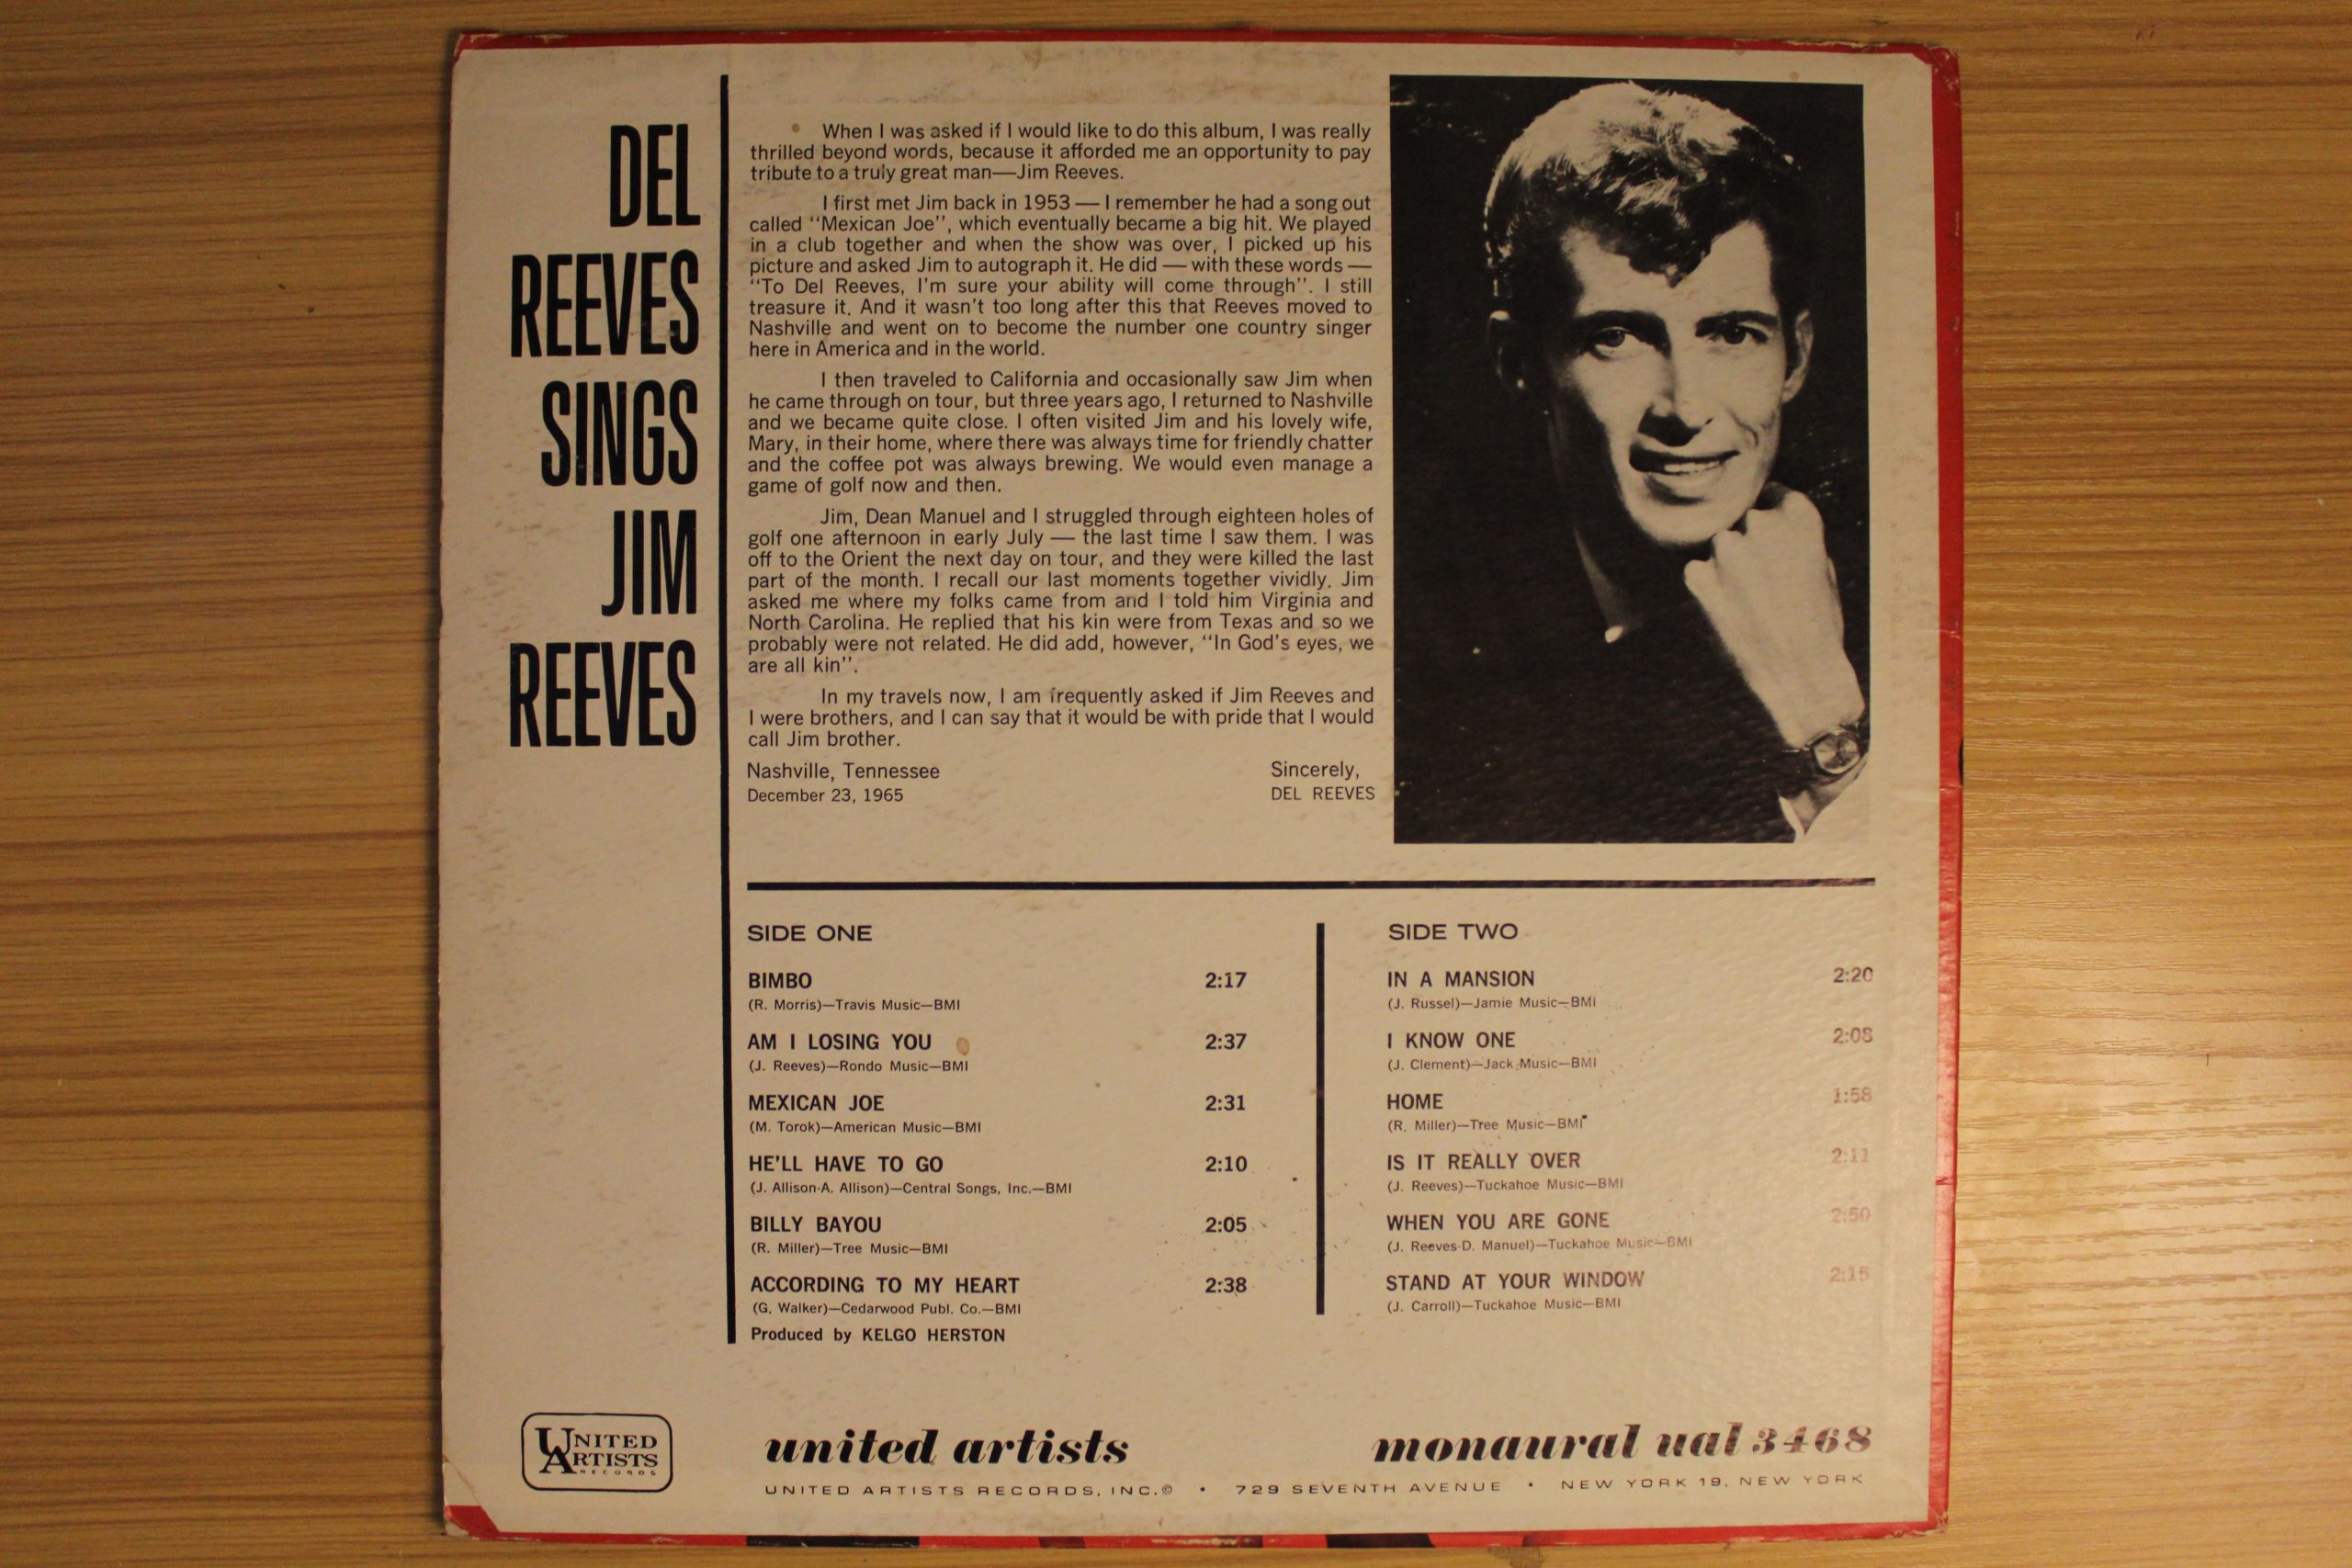 DEL
REEVES
SINGS
JIM
REEVES
When I was asked if I would like to do this album, I was really
thrilled beyond words, because it afforded me an opportunity to pay
tribute to a truly great man—Jim Reeves.
I first met Jim back in 1953 — I remember he had a song out
called "Mexican Joe", which eventually became a big hit. We played
in a club together and when the show was over, I picked up his
picture and asked Jim to autograph it. He did — with these words —
"To Del Reeves, I'm sure your ability will come through". I still
treasure it. And it wasn't too long after this that Reeves moved to
Nashville and went on to become the number one country singer
here in America and in the world.
I then traveled to California and occasionally saw Jim when
he came through on tour, but three years ago, I returned to Nashville
and we became quite close. I often visited Jim and his lovely wife,
Mary, in their home, where there was always time for friendly chatter
and the coffee pot was always brewing. We would even manage a
game of golf now and then.
Jim, Dean Manuel and I struggled through eighteen holes of
golf one afternoon in early July — the last time I saw them. I was
off to the Orient the next day on tour, and they were killed the last
part of the month. I recall our last moments together vividly. Jim
asked me where my folks came from and I told him Virginia and
North Carolina. He replied that his kin were from Texas and so we
probably were not related. He did add, however, "In God's eyes, we
are all kin".
In my travels now, I am frequently asked if Jim Reeves and
I were brothers, and I can say that it would be with pride that I would
call Jim brother.
Nashville, Tennessee Sincerely,
December 23, 1965 DEL REEVES
SIDE ONE
BIMBO 2:17
(R. Morris)—Travis Music—BMI
AM I LOSING YOU 2:37
(J. Reeves)—Rondo Music—BMI
MEXICAN JOE 2:31
(M. Torok)—American Music—BMI
HE'LL HAVE TO GO 2:10
(J. Allison-A. Allison)—Central Songs, Inc.—BMI
BILLY BAYOU 2:05
(R. Miller)—Tree Music—BMI
ACCORDING TO MY HEART 2:38
(G. Walker)—Cedarwood Publ. Co.—BMI
Produced by KELGO HERSTON
SIDE TWO
IN A MANSION 2:20
(J. Russel)—Jamie Music—BMI
I KNOW ONE 2:08
(J. Clement)—Jack Music—BMI
HOME 1:58
(R. Miller)—Tree Music—BMI
IS IT REALLY OVER 2:11
(J. Reeves)—Tuckahoe Music—BMI
WHEN YOU ARE GONE 2:50
(J. Reeves-D. Manuel)—Tuckahoe Music—BMI
STAND AT YOUR WINDOW 2:15
(J. Carroll)—Tuckahoe Music—BMI
UNITED
ARTISTS
RECORDS
united artists monaural ual 3468
UNITED ARTISTS RECORDS, INC.© • 729 SEVENTH AVENUE • NEW YORK 19, NEW YORK